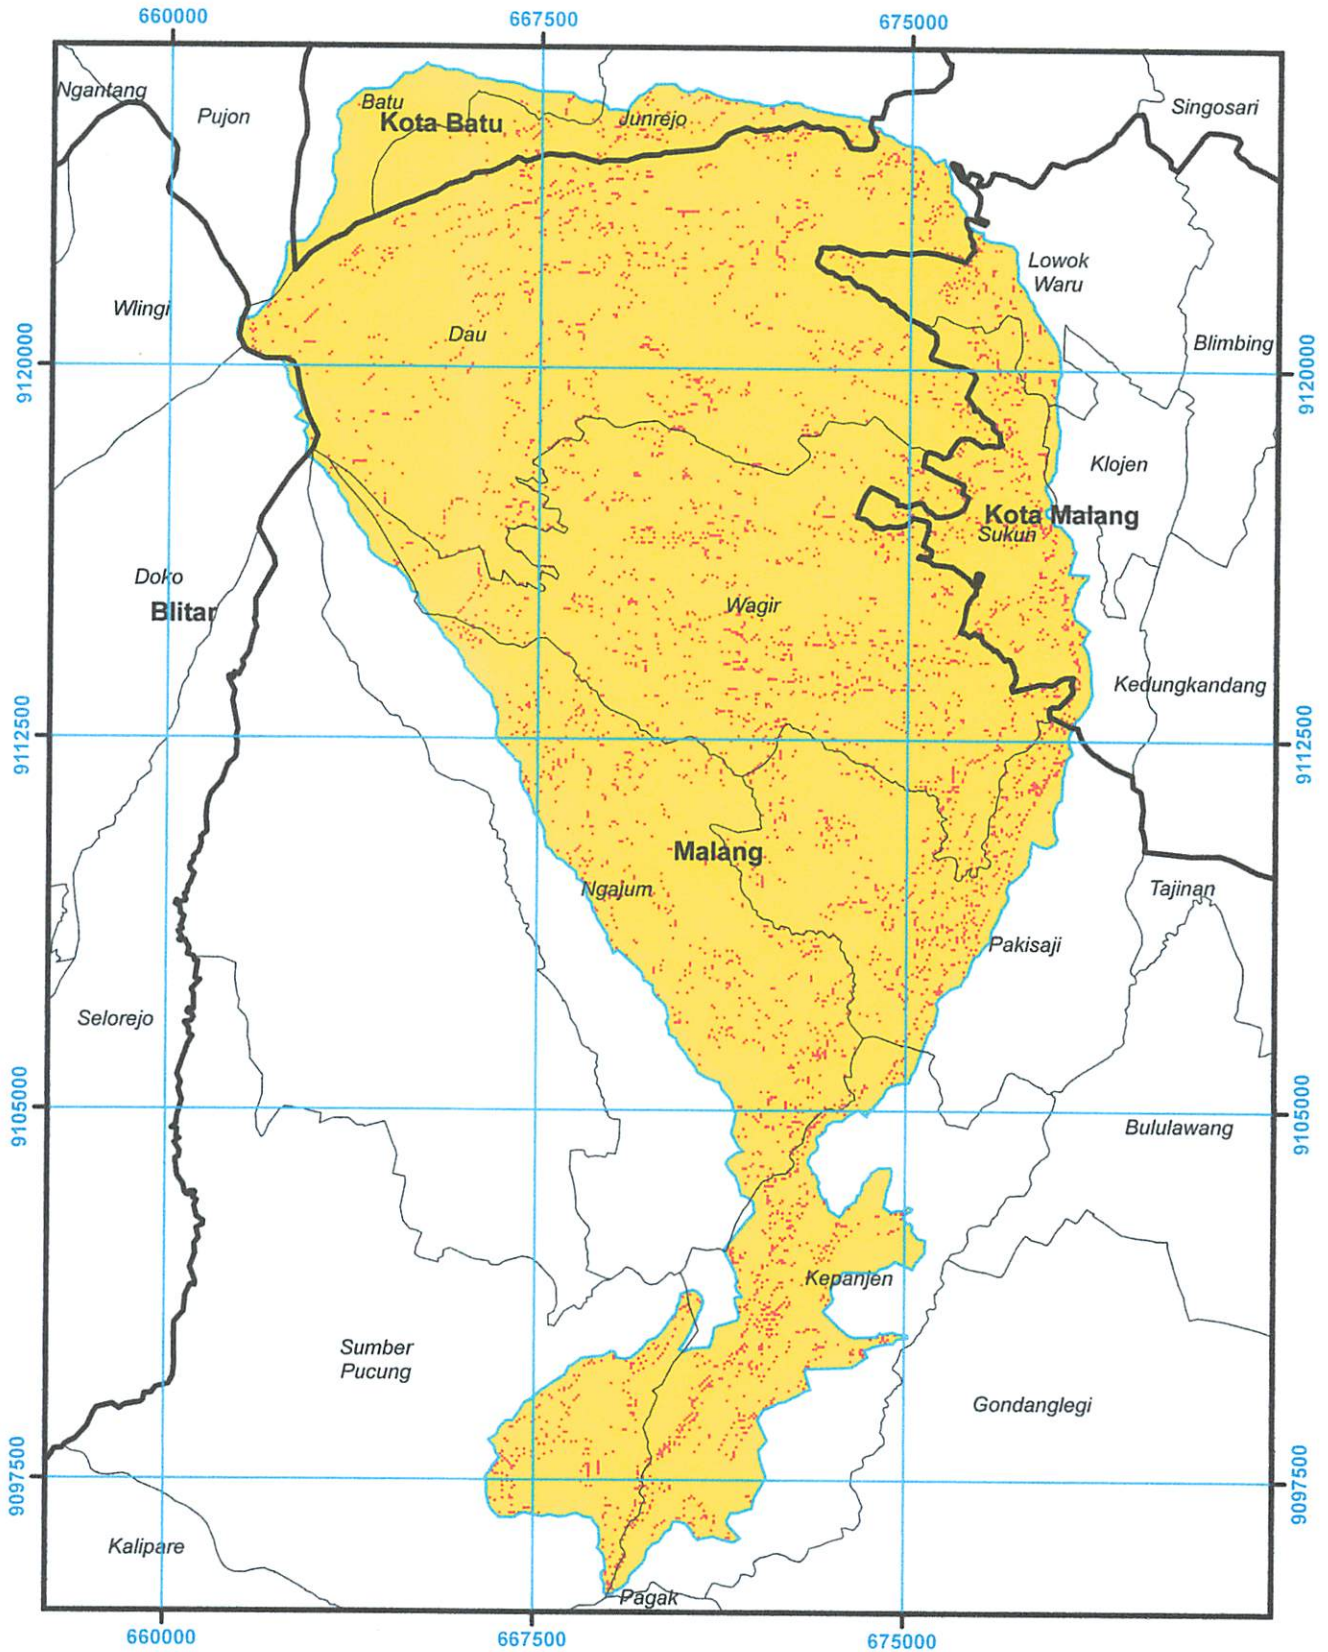 660000
667500
675000
Ngantang
Pujon
Batu
Kota Batu
Junrejo
Singosari
Lowok
Waru
Wlingi
Dau
Blimbing
9120000
9120000
Klojen
Kota Malang
Sukun
Doko
Blitar
Wagir
Kedungkandang
9112500
9112500
Malang
Ngajum
Tajinan
Pakisaji
Selorejo
9105000
9105000
Bululawang
Kepanjen
Sumber
Pucung
Gondanglegi
9097500
9097500
Kalipare
Pagak
660000
667500
675000